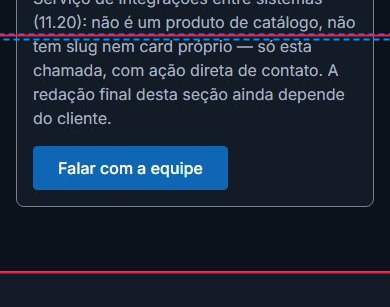 Serviço de integrações entre sistemas
(11.20): não é um produto de catálogo, não
tem slug nem card próprio — só esta
chamada, com ação direta de contato. A
redação final desta seção ainda depende
do cliente.
Falar com a equipe